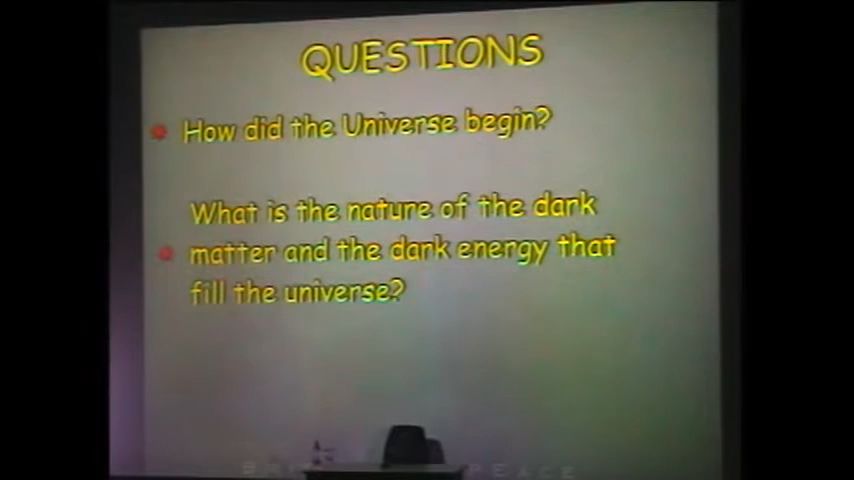 QUESTIONS
How did the Universe begin?
What is the nature of the dark
matter and the dark energy that
fill the universe?
PEACE